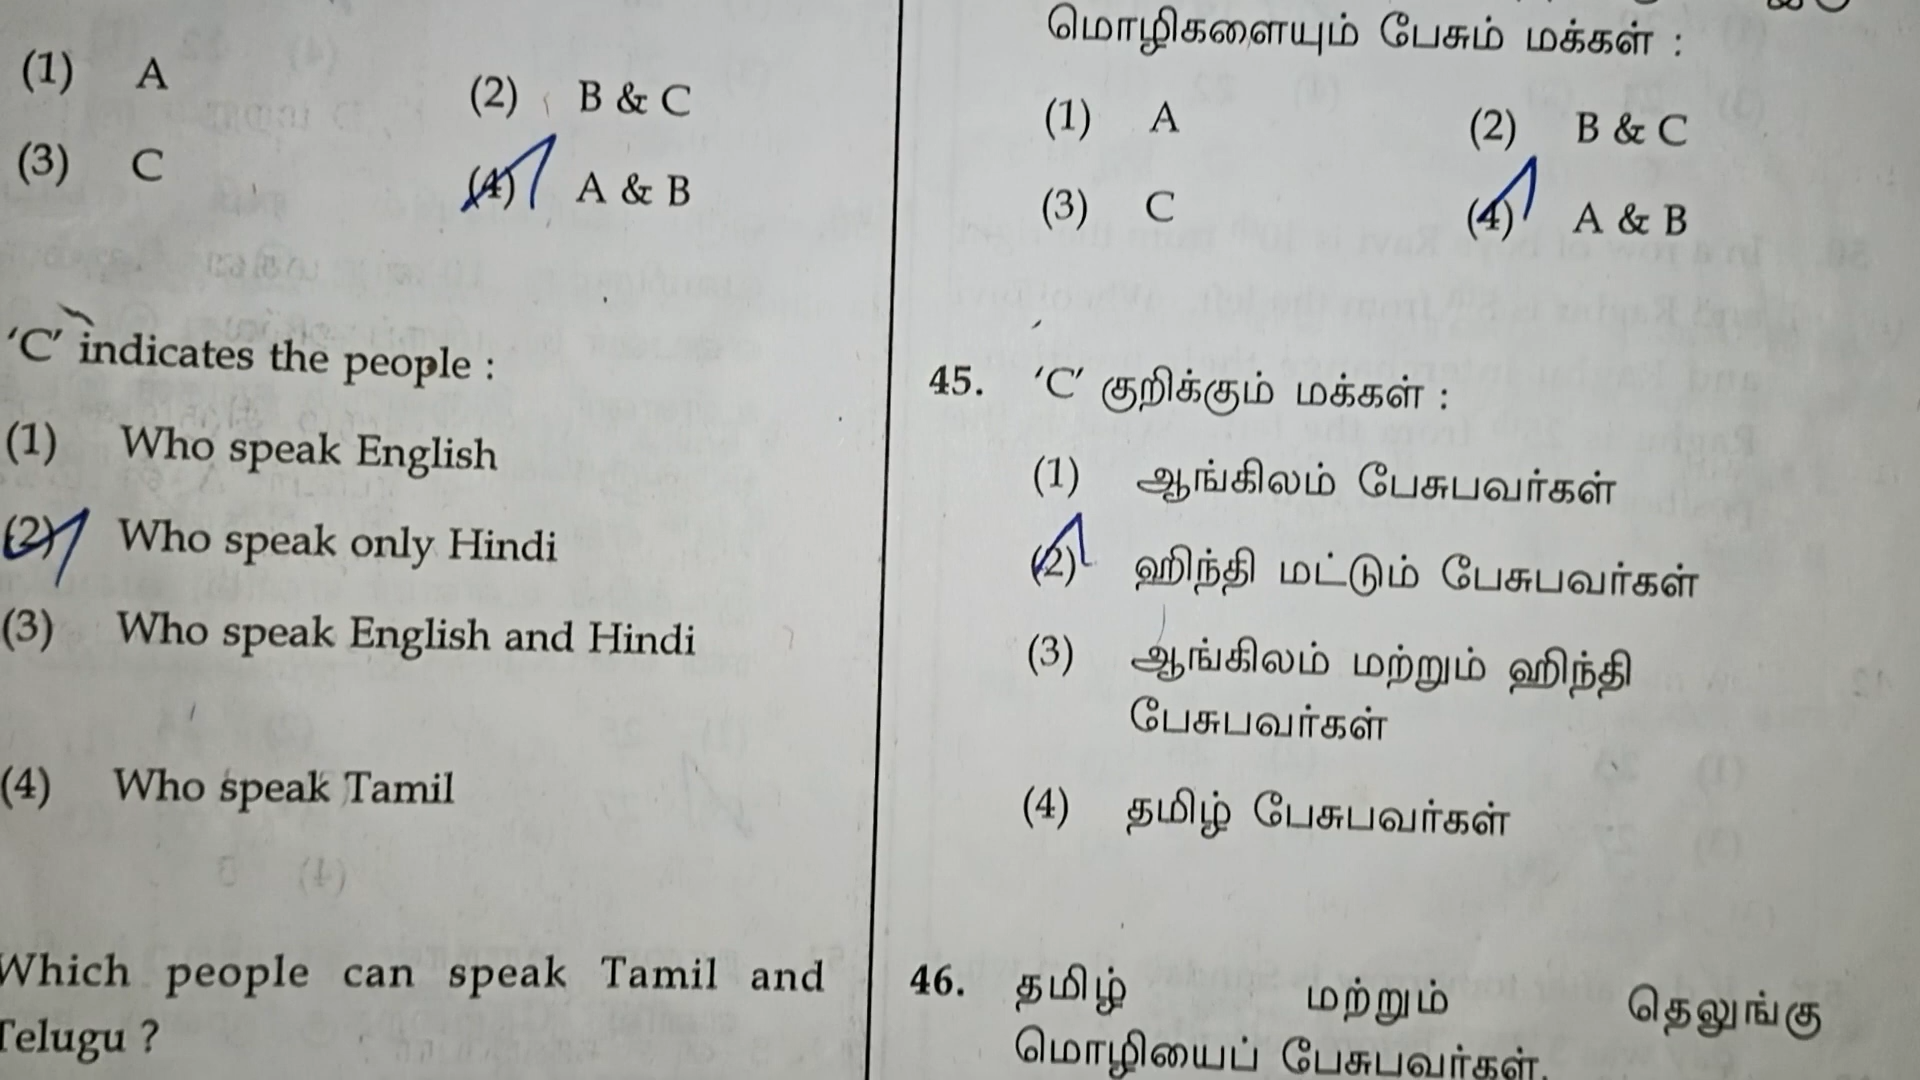 (1) A
(2) B & C
(3) C
(4) A & B
'C' indicates the people :
(1) Who speak English
(2) Who speak only Hindi
(3) Who speak English and Hindi
(4) Who speak Tamil
Which people can speak Tamil and
Telugu ?
மொழிகளையும் பேசும் மக்கள் :
(1) A
(2) B & C
(3) C
(4) A & B
45. 'C' குறிக்கும் மக்கள் :
(1) ஆங்கிலம் பேசுபவர்கள்
(2) ஹிந்தி மட்டும் பேசுபவர்கள்
(3) ஆங்கிலம் மற்றும் ஹிந்தி
பேசுபவர்கள்
(4) தமிழ் பேசுபவர்கள்
46. தமிழ் மற்றும் தெலுங்கு
மொழியைப் பேசுபவர்கள்.